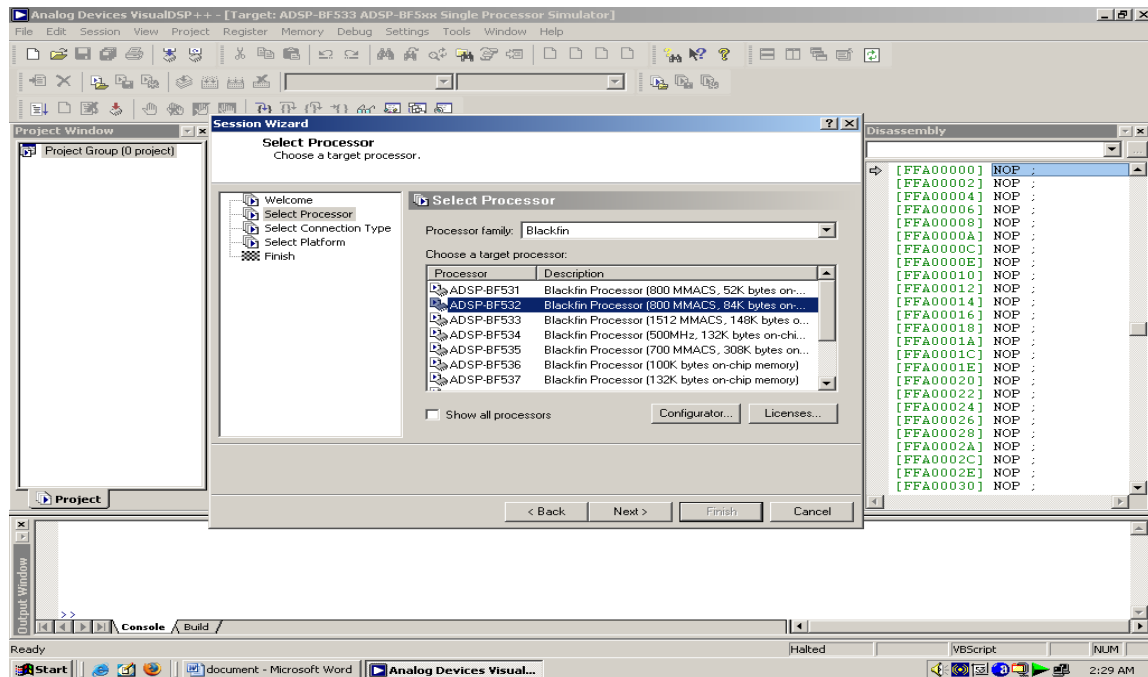 Analog Devices VisualDSP++ - [Target: ADSP-BF533 ADSP-BF5xx Single Processor Simulator]
File Edit Session View Project Register Memory Debug Settings Tools Window Help
Project Window
Project Group (0 project)
Project
Session Wizard
Select Processor
Choose a target processor.
Welcome
Select Processor
Select Connection Type
Select Platform
Finish
Select Processor
Processor family: Blackfin
Choose a target processor:
Processor Description
ADSP-BF531 Blackfin Processor (800 MMACS, 52K bytes on-...
ADSP-BF532 Blackfin Processor (800 MMACS, 84K bytes on-...
ADSP-BF533 Blackfin Processor (1512 MMACS, 148K bytes o...
ADSP-BF534 Blackfin Processor (500MHz, 132K bytes on-chi...
ADSP-BF535 Blackfin Processor (700 MMACS, 308K bytes on...
ADSP-BF536 Blackfin Processor (100K bytes on-chip memory)
ADSP-BF537 Blackfin Processor (132K bytes on-chip memory)
Show all processors Configurator... Licenses...
< Back Next > Finish Cancel
Disassembly
[FFA00000] NOP ;
[FFA00002] NOP ;
[FFA00004] NOP ;
[FFA00006] NOP ;
[FFA00008] NOP ;
[FFA0000A] NOP ;
[FFA0000C] NOP ;
[FFA0000E] NOP ;
[FFA00010] NOP ;
[FFA00012] NOP ;
[FFA00014] NOP ;
[FFA00016] NOP ;
[FFA00018] NOP ;
[FFA0001A] NOP ;
[FFA0001C] NOP ;
[FFA0001E] NOP ;
[FFA00020] NOP ;
[FFA00022] NOP ;
[FFA00024] NOP ;
[FFA00026] NOP ;
[FFA00028] NOP ;
[FFA0002A] NOP ;
[FFA0002C] NOP ;
[FFA0002E] NOP ;
[FFA00030] NOP ;
Output Window
>>
Console Build
Ready Halted VBScript NUM
Start document - Microsoft Word Analog Devices Visual... 2:29 AM